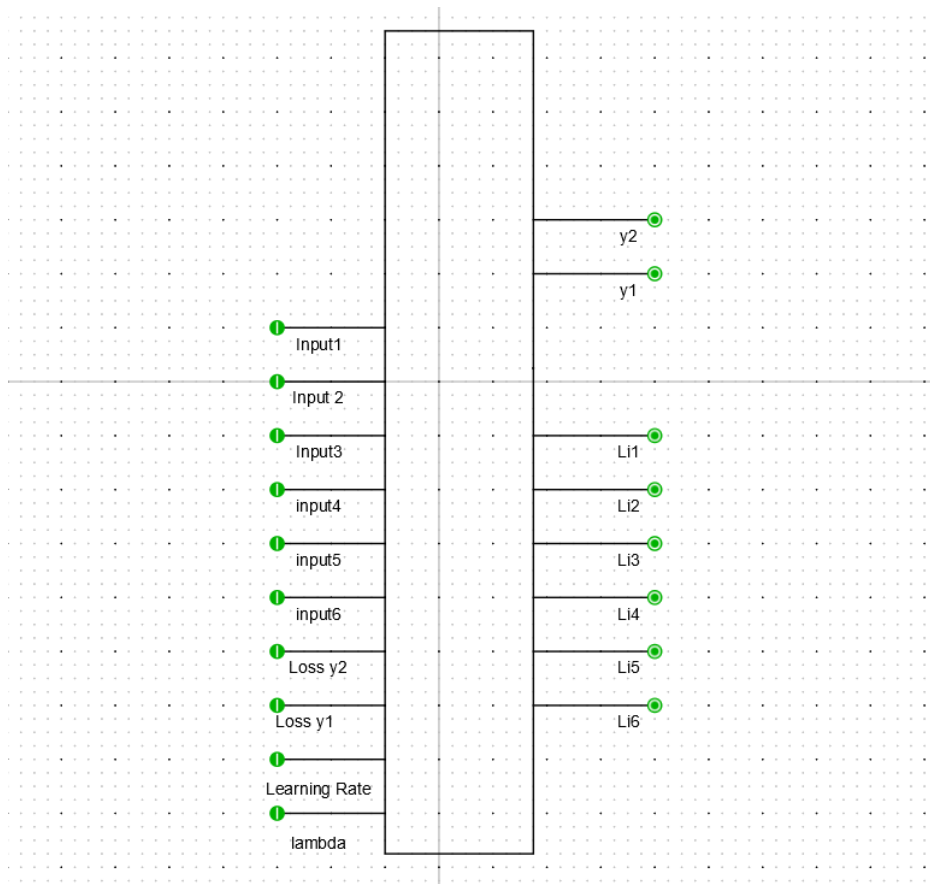 y2
y1
Input1
Input 2
Input3
Li1
input4
Li2
input5
Li3
input6
Li4
Loss y2
Li5
Loss y1
Li6
Learning Rate
lambda